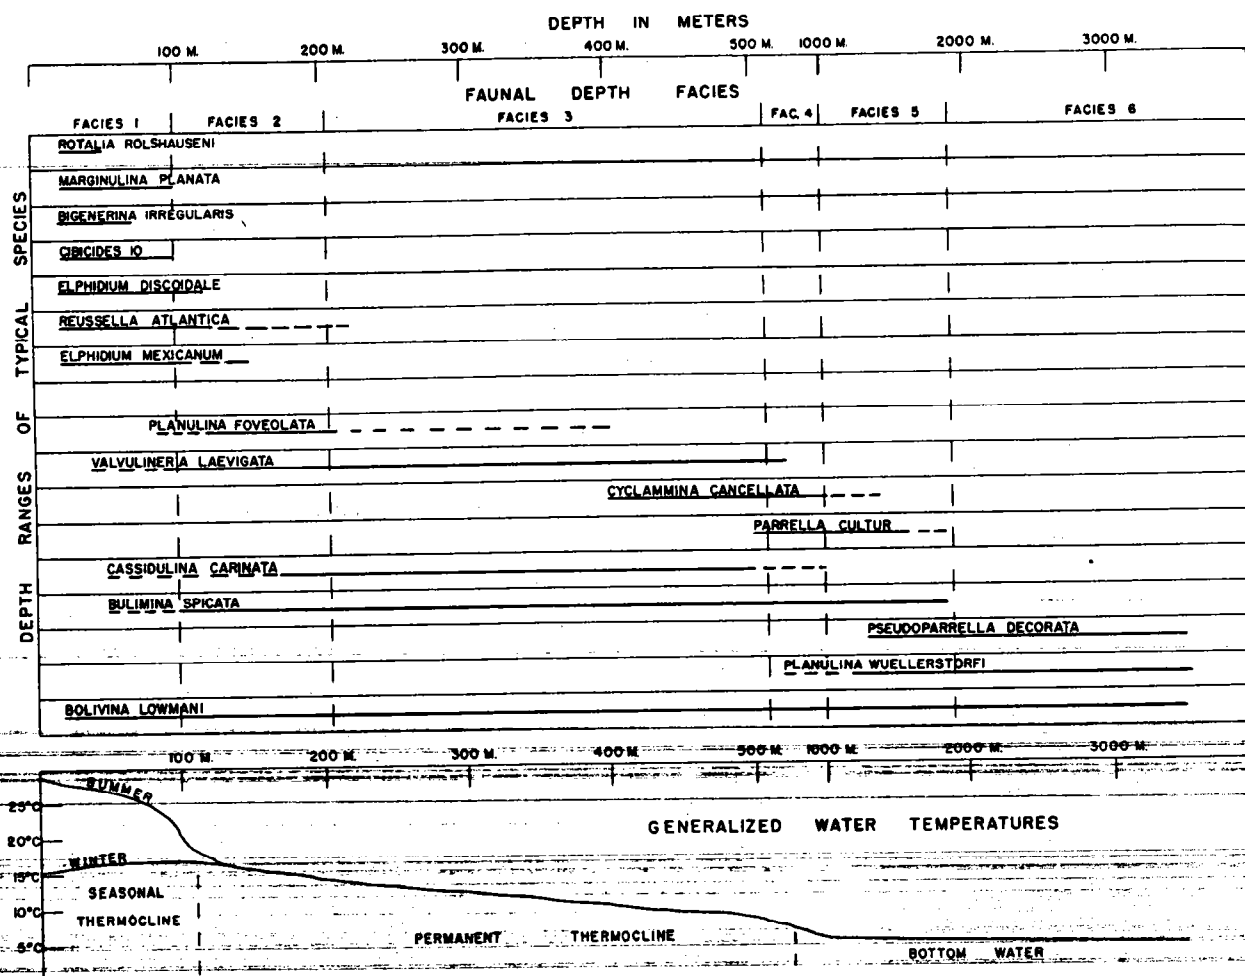 DEPTH IN METERS
100 M. 200 M. 300 M. 400 M. 500 M. 1000 M. 2000 M. 3000 M.
FAUNAL DEPTH FACIES
FACIES 1 FACIES 2 FACIES 3 FAC. 4 FACIES 5 FACIES 6
DEPTH RANGES OF TYPICAL SPECIES
ROTALIA ROLSHAUSENI
MARGINULINA PLANATA
BIGENERINA IRREGULARIS
CIBICIDES 10
ELPHIDIUM DISCOIDALE
REUSSELLA ATLANTICA
ELPHIDIUM MEXICANUM
PLANULINA FOVEOLATA
VALVULINERIA LAEVIGATA
CYCLAMMINA CANCELLATA
PARRELLA CULTUR
CASSIDULINA CARINATA
BULIMINA SPICATA
PSEUDOPARRELLA DECORATA
PLANULINA WUELLERSTORFI
BOLIVINA LOWMANI
100 M. 200 M. 300 M. 400 M. 500 M. 1000 M. 2000 M. 3000 M.
SUMMER
25°C
GENERALIZED WATER TEMPERATURES
20°C
WINTER
15°C
SEASONAL
THERMOCLINE
10°C
PERMANENT THERMOCLINE
5°C
BOTTOM WATER